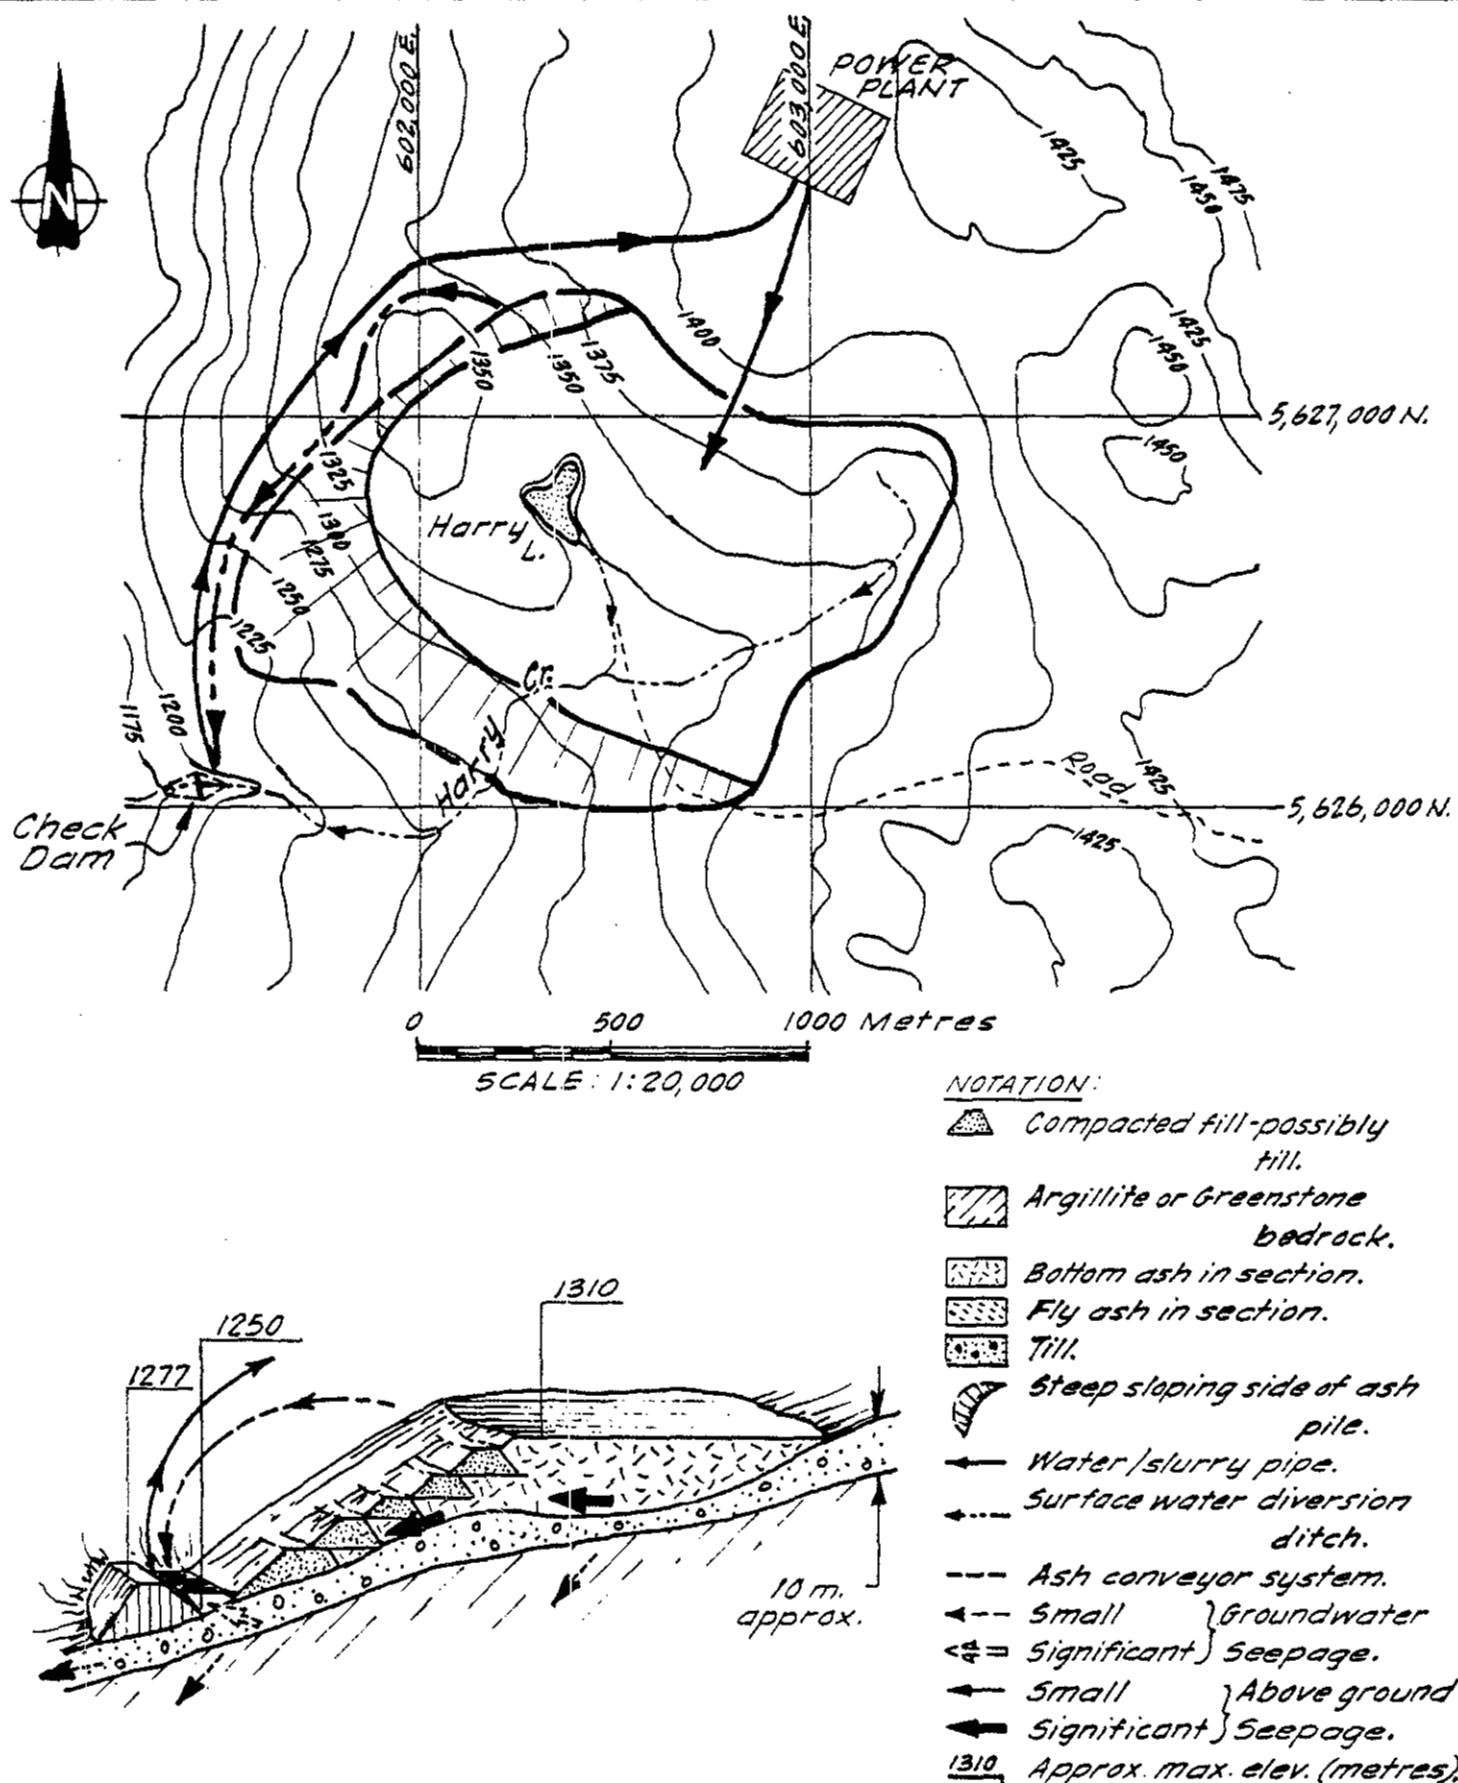 602,000 E.
603,000 E.
POWER
PLANT
N
1425
1475
1450
1400
1375
1350
1350
1425
1450
1450
5,627,000 N.
1325
1300
1275
1250
1225
Harry
L.
Cr.
Harry
1200
1175
Road
1425
5,626,000 N.
Check
Dam
1425
0 500 1000 Metres
SCALE: 1:20,000
NOTATION:
Compacted fill-possibly
till.
Argillite or Greenstone
bedrock.
Bottom ash in section.
Fly ash in section.
Till.
Steep sloping side of ash
pile.
Water/slurry pipe.
Surface water diversion
ditch.
Ash conveyor system.
Small } Groundwater
Significant } Seepage.
Small } Above ground
Significant } Seepage.
1310 Approx. max. elev. (metres).
1310
1250
1277
10 m.
approx.